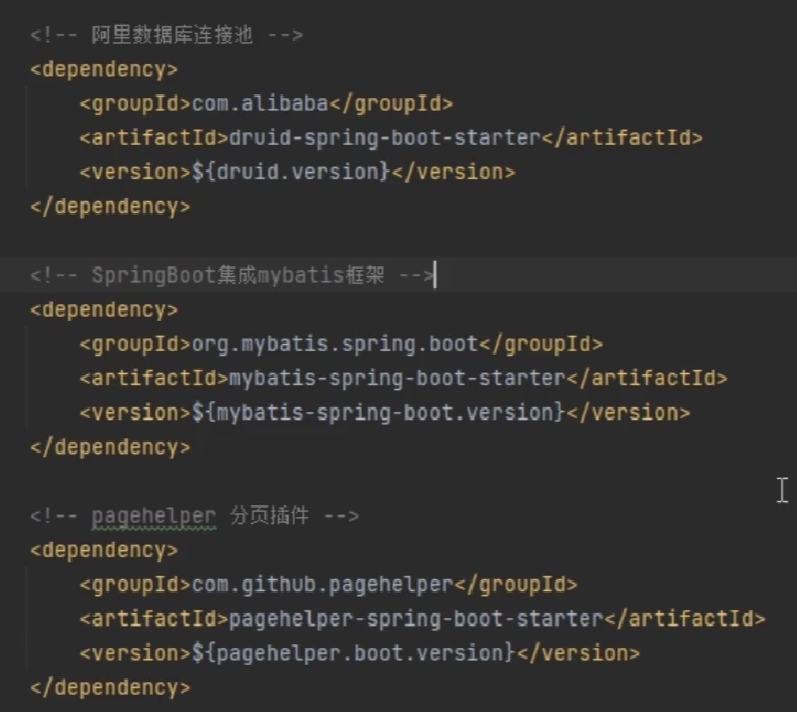 <!-- 阿里数据库连接池 -->
<dependency>
<groupId>com.alibaba</groupId>
<artifactId>druid-spring-boot-starter</artifactId>
<version>${druid.version}</version>
</dependency>
<!-- SpringBoot集成mybatis框架 -->
<dependency>
<groupId>org.mybatis.spring.boot</groupId>
<artifactId>mybatis-spring-boot-starter</artifactId>
<version>${mybatis-spring-boot.version}</version>
</dependency>
<!-- pagehelper 分页插件 -->
<dependency>
<groupId>com.github.pagehelper</groupId>
<artifactId>pagehelper-spring-boot-starter</artifactId>
<version>${pagehelper.boot.version}</version>
</dependency>